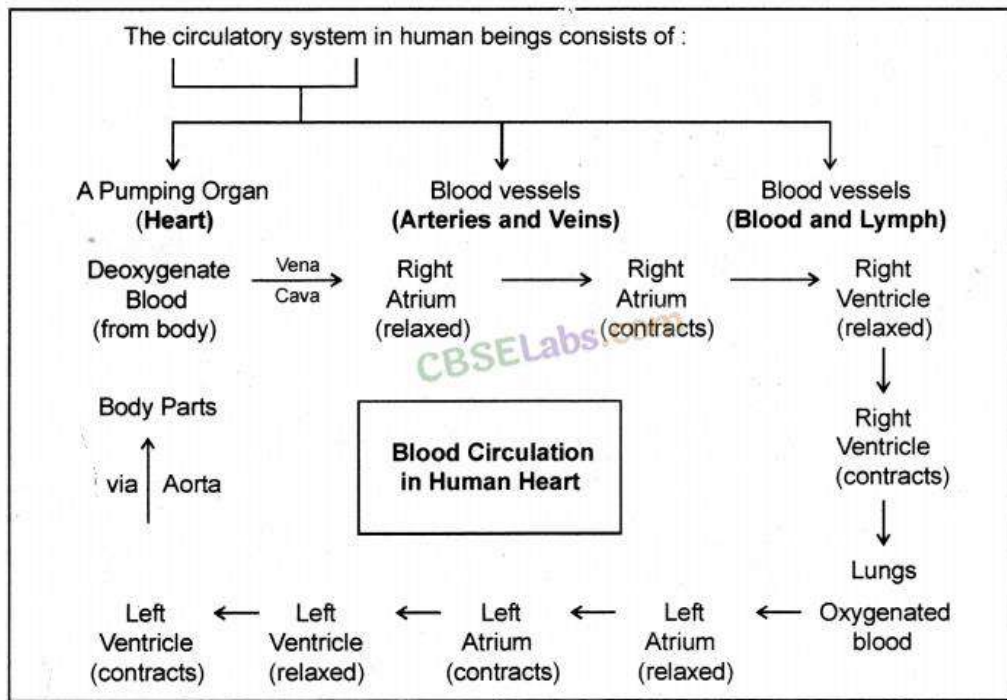 The circulatory system in human beings consists of :
A Pumping Organ
(Heart)
Blood vessels
(Arteries and Veins)
Blood vessels
(Blood and Lymph)
Deoxygenate
Blood
(from body)
Vena
Cava
Right
Atrium
(relaxed)
Right
Atrium
(contracts)
Right
Ventricle
(relaxed)
CBSELabs.com
Right
Ventricle
(contracts)
Lungs
Oxygenated
blood
Left
Atrium
(relaxed)
Left
Atrium
(contracts)
Left
Ventricle
(relaxed)
Left
Ventricle
(contracts)
via Aorta
Body Parts
Blood Circulation
in Human Heart